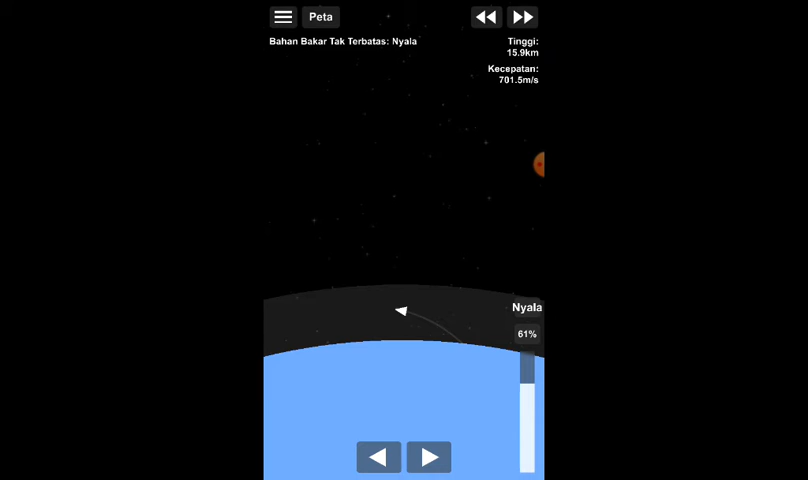 Peta
Bahan Bakar Tak Terbatas: Nyala
Tinggi:
15.9km
Kecepatan:
701.5m/s
Nyala
61%